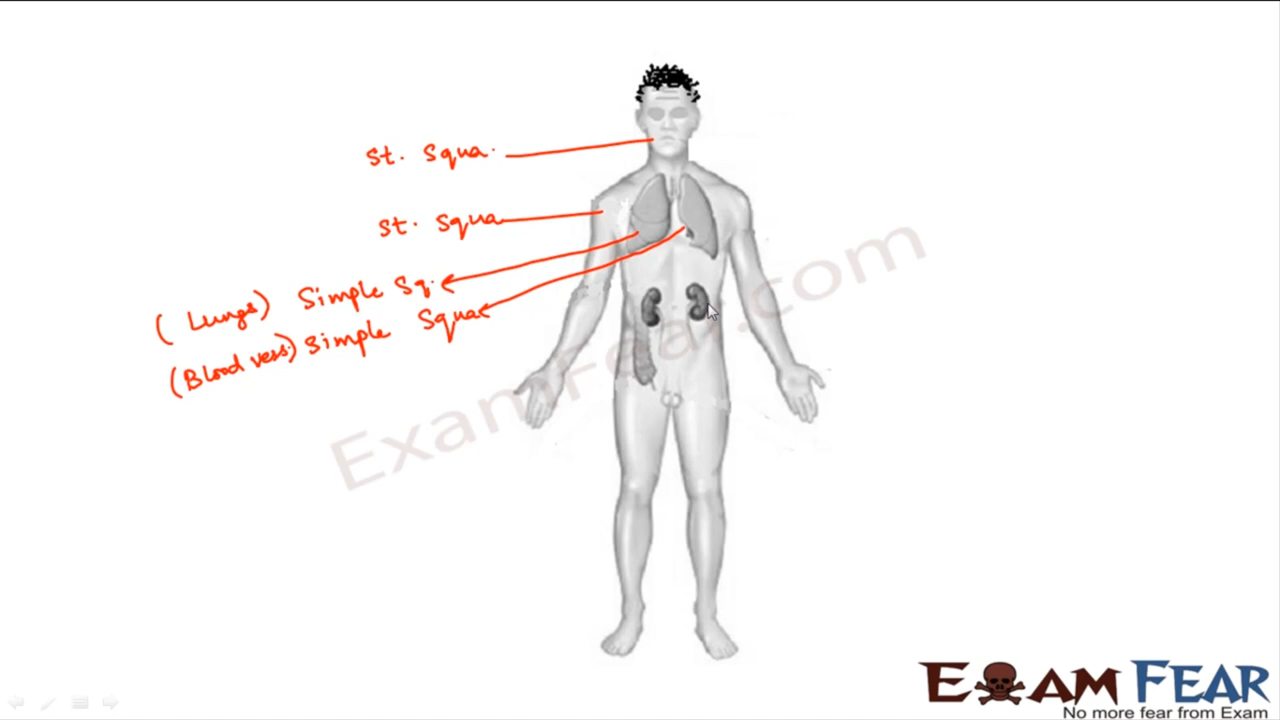 St. Squa.
St. Squa
(Lungs) Simple Sq.
(Blood vess.) Simple Squa
ExamFear.com
EXAM FEAR
No more fear from Exam